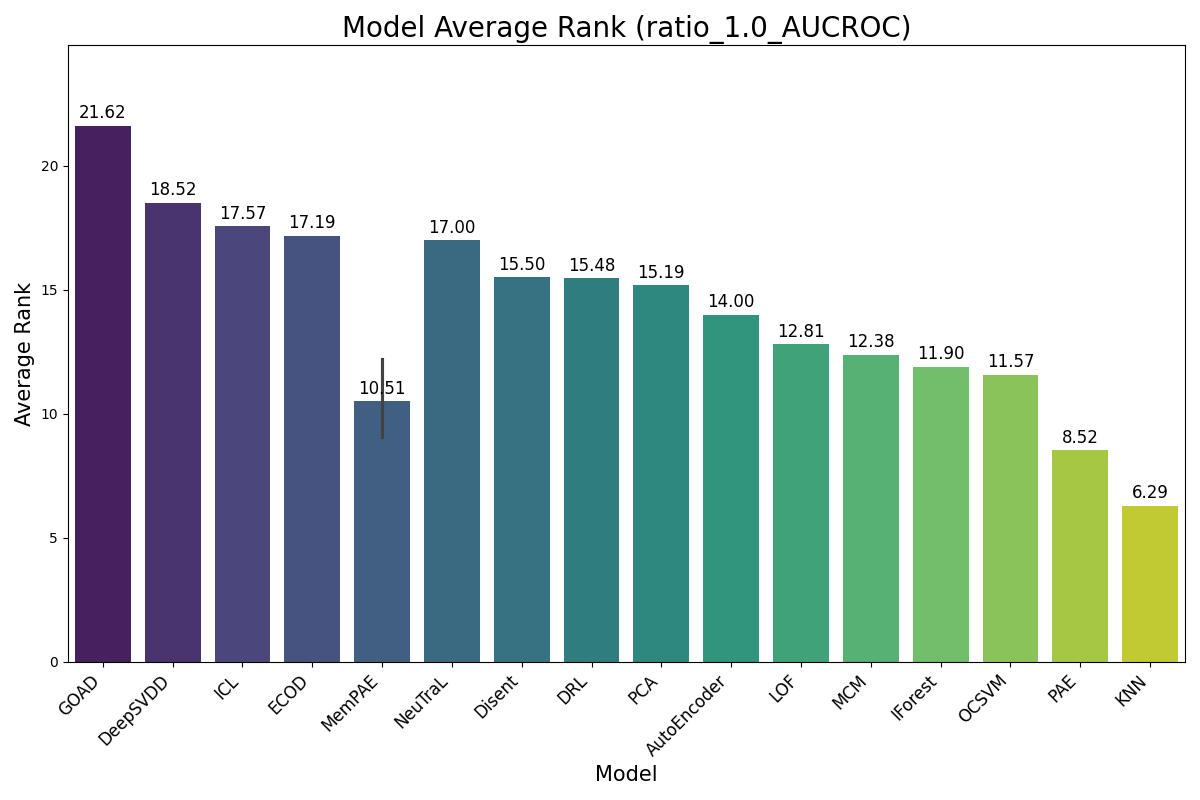 Model Average Rank (ratio_1.0_AUCROC)
21.62
18.52
17.57
17.19
10.51
17.00
15.50
15.48
15.19
14.00
12.81
12.38
11.90
11.57
8.52
6.29
Average Rank
20
15
10
5
0
GOAD
DeepSVDD
ICL
ECOD
MemPAE
NeuTraL
Disent
DRL
PCA
AutoEncoder
LOF
MCM
IForest
OCSVM
PAE
KNN
Model